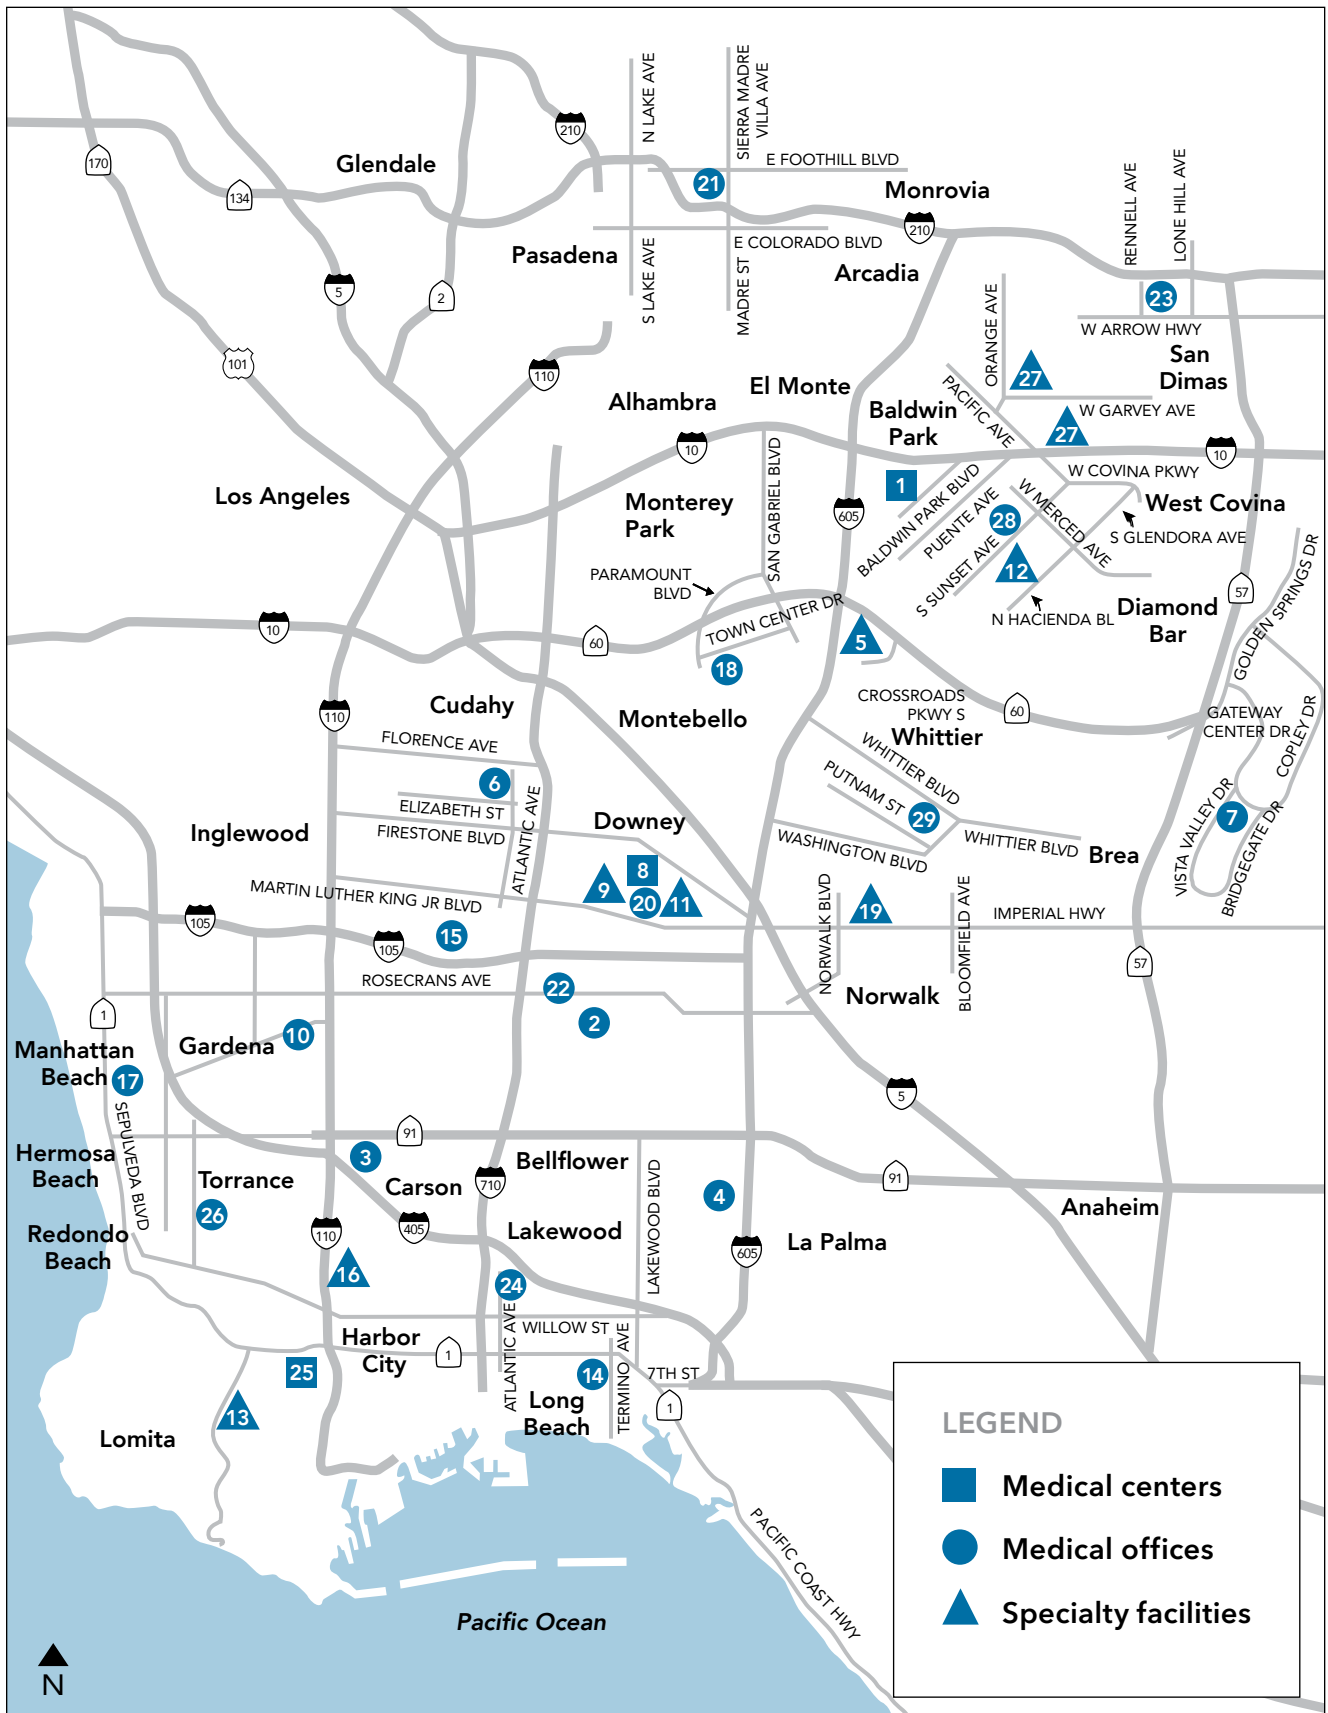 N LAKE AVE
SIERRA MADRE
VILLA AVE
210
E FOOTHILL BLVD
170
Glendale
134
21
Monrovia
RENNELL AVE
LONE HILL AVE
210
Pasadena
E COLORADO BLVD
Arcadia
S LAKE AVE
MADRE ST
5
2
23
ORANGE AVE
W ARROW HWY
San
Dimas
101
110
27
El Monte
PACIFIC AVE
Alhambra
Baldwin
Park
W GARVEY AVE
27
10
10
SAN GABRIEL BLVD
W COVINA PKWY
1
Los Angeles
Monterey
Park
605
BALDWIN PARK BLVD
PUENTE AVE
28
W MERCED AVE
West Covina
S GLENDORA AVE
S SUNSET AVE
12
PARAMOUNT
BLVD
57
GOLDEN SPRINGS DR
N HACIENDA BL
Diamond
Bar
TOWN CENTER DR
10
60
5
18
CROSSROADS
PKWY S
60
Cudahy
110
Montebello
Whittier
GATEWAY
CENTER DR
COPLEY DR
FLORENCE AVE
WHITTIER BLVD
6
PUTNAM ST
ELIZABETH ST
ATLANTIC AVE
FIRESTONE BLVD
Inglewood
Downey
29
7
VISTA VALLEY DR
BRIDGEGATE DR
WASHINGTON BLVD
WHITTIER BLVD
Brea
8
9
20
11
MARTIN LUTHER KING JR BLVD
NORWALK BLVD
19
BLOOMFIELD AVE
IMPERIAL HWY
105
15
105
57
ROSECRANS AVE
22
Norwalk
1
2
10
Gardena
Manhattan
Beach
17
5
SEPULVEDA BLVD
91
Hermosa
Beach
3
Bellflower
LAKEWOOD BLVD
Torrance
Carson
710
4
91
26
Anaheim
Redondo
Beach
110
405
Lakewood
605
La Palma
16
24
ATLANTIC AVE
WILLOW ST
Harbor
City
1
TERMINO AVE
25
14
7TH ST
1
13
Long
Beach
Lomita
PACIFIC COAST HWY
Pacific Ocean
N
LEGEND
Medical centers
Medical offices
Specialty facilities